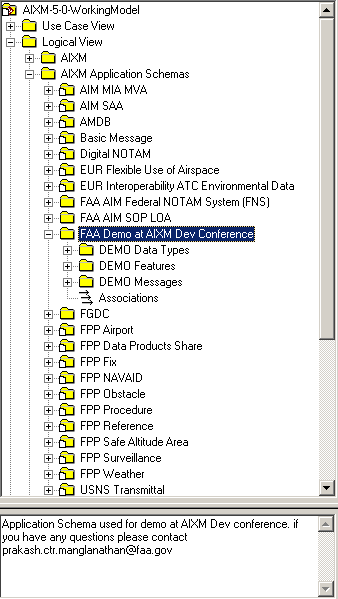 AIXM-5-0-WorkingModel
Use Case View
Logical View
AIXM
AIXM Application Schemas
AIM MIA MVA
AIM SAA
AMDB
Basic Message
Digital NOTAM
EUR Flexible Use of Airspace
EUR Interoperability ATC Environmental Data
FAA AIM Federal NOTAM System (FNS)
FAA AIM SOP LOA
FAA Demo at AIXM Dev Conference
DEMO Data Types
DEMO Features
DEMO Messages
Associations
FGDC
FPP Airport
FPP Data Products Share
FPP Fix
FPP NAVAID
FPP Obstacle
FPP Procedure
FPP Reference
FPP Safe Altitude Area
FPP Surveillance
FPP Weather
USNS Transmittal
Application Schema used for demo at AIXM Dev conference. if
you have any questions please contact
prakash.ctr.manglanathan@faa.gov